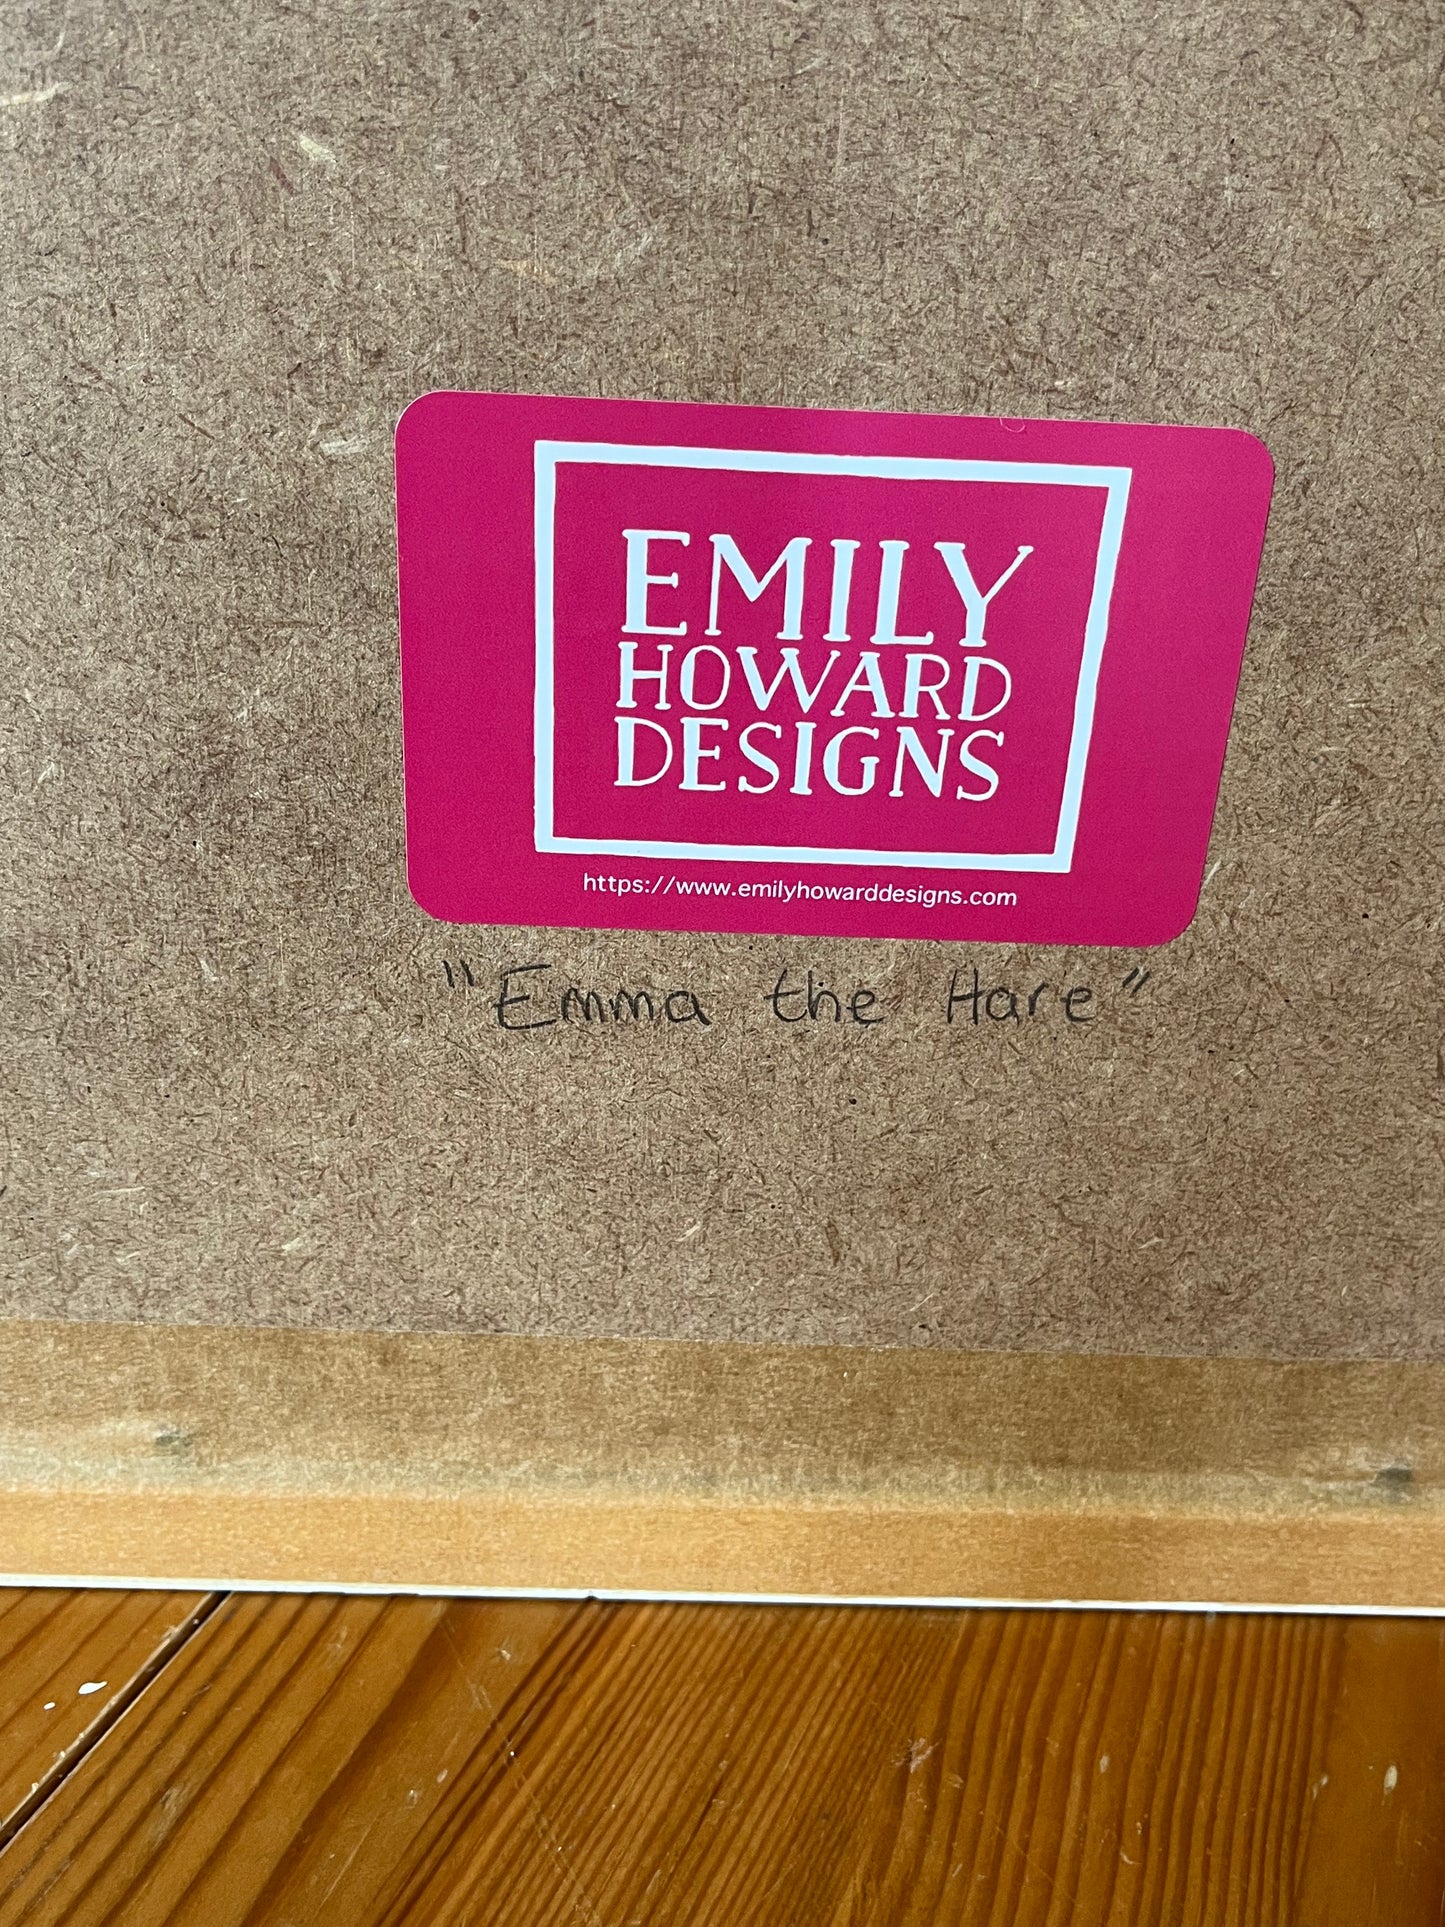 EMILY
HOWARD
DESIGNS
https://www.emilyhowarddesigns.com
"Emma the Hare"